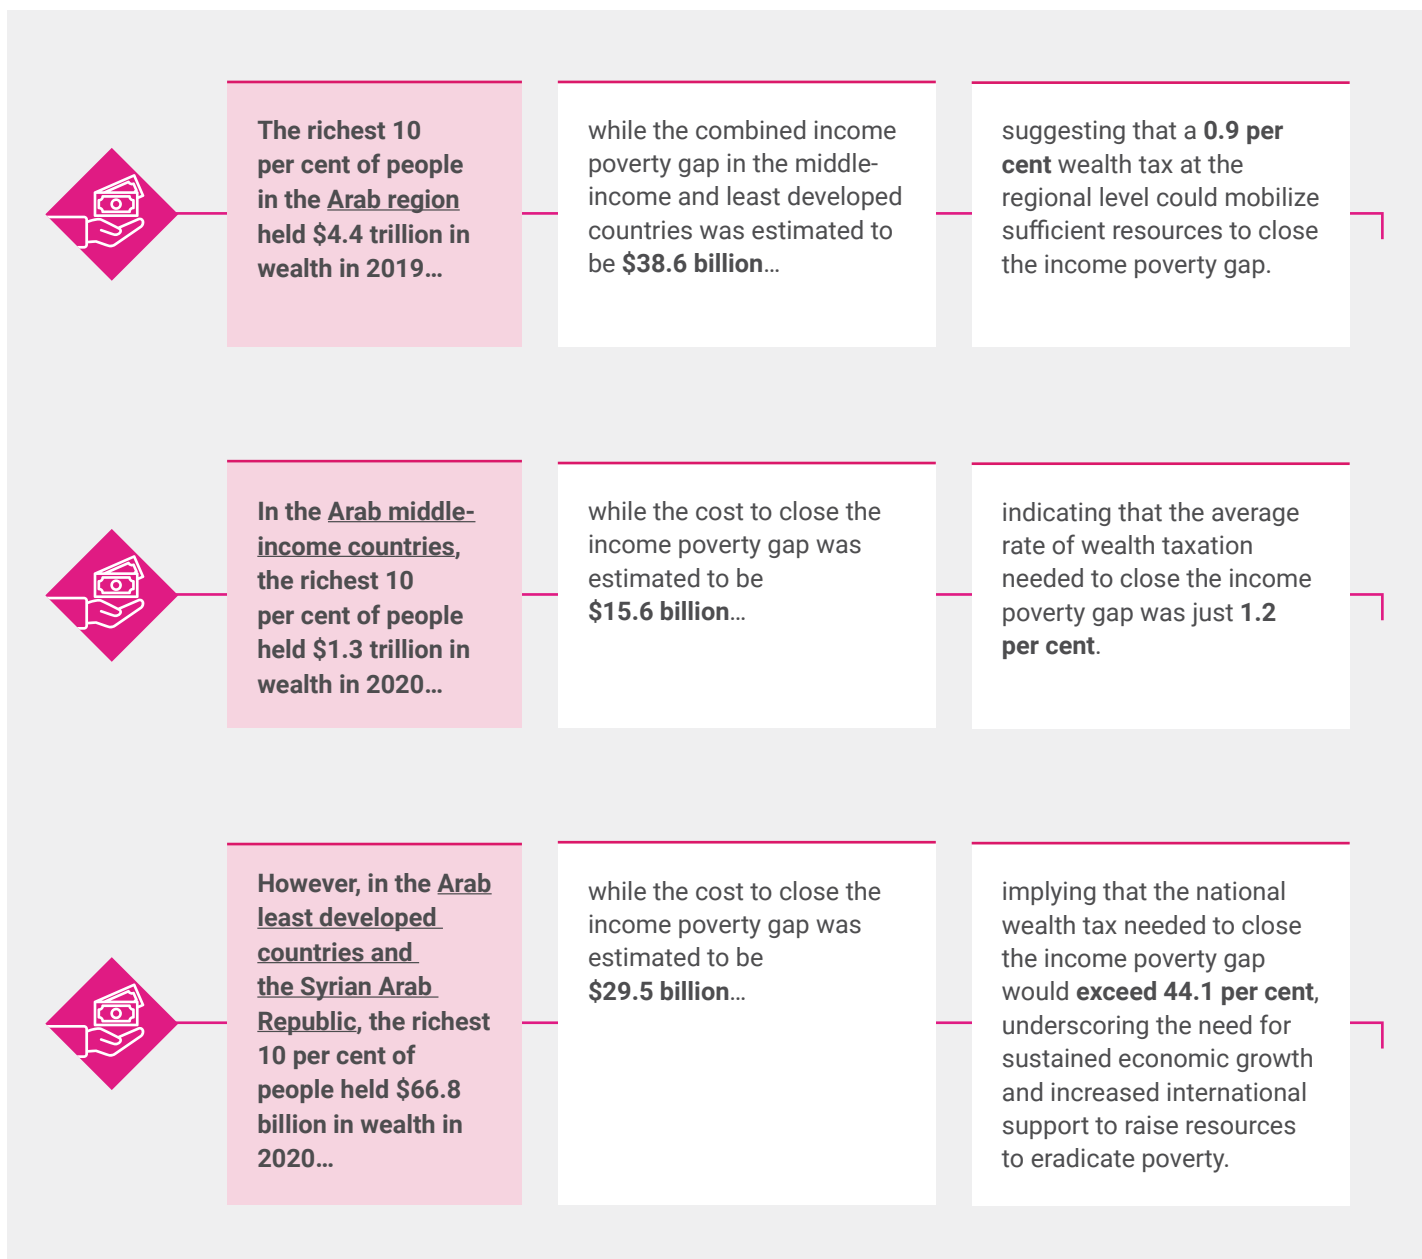 The richest 10
per cent of people
in the Arab region
held $4.4 trillion in
wealth in 2019…
while the combined income
poverty gap in the middle-
income and least developed
countries was estimated to
be $38.6 billion…
suggesting that a 0.9 per
cent wealth tax at the
regional level could mobilize
sufficient resources to close
the income poverty gap.
In the Arab middle-
income countries,
the richest 10
per cent of people
held $1.3 trillion in
wealth in 2020…
while the cost to close the
income poverty gap was
estimated to be
$15.6 billion…
indicating that the average
rate of wealth taxation
needed to close the income
poverty gap was just 1.2
per cent.
However, in the Arab
least developed
countries and
the Syrian Arab
Republic, the richest
10 per cent of
people held $66.8
billion in wealth in
2020…
while the cost to close the
income poverty gap was
estimated to be
$29.5 billion…
implying that the national
wealth tax needed to close
the income poverty gap
would exceed 44.1 per cent,
underscoring the need for
sustained economic growth
and increased international
support to raise resources
to eradicate poverty.